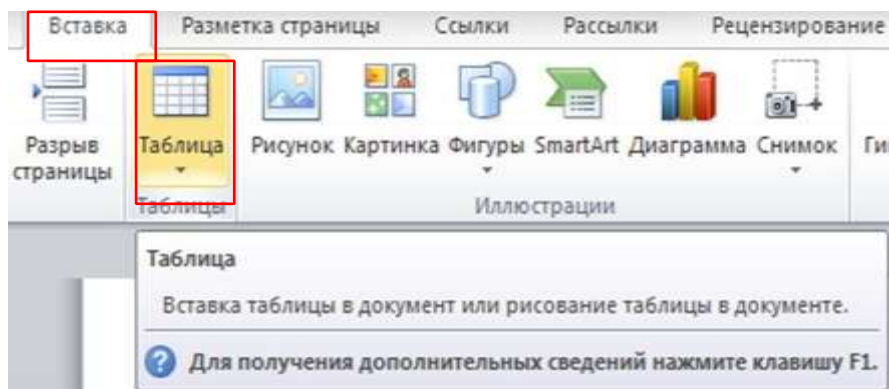 Вставка Разметка страницы Ссылки Рассылки Рецензирование
Разрыв страницы Таблица Рисунок Картинка Фигуры SmartArt Диаграмма Снимок
Таблицы Иллюстрации
Таблица
Вставка таблицы в документ или рисование таблицы в документе.
Для получения дополнительных сведений нажмите клавишу F1.